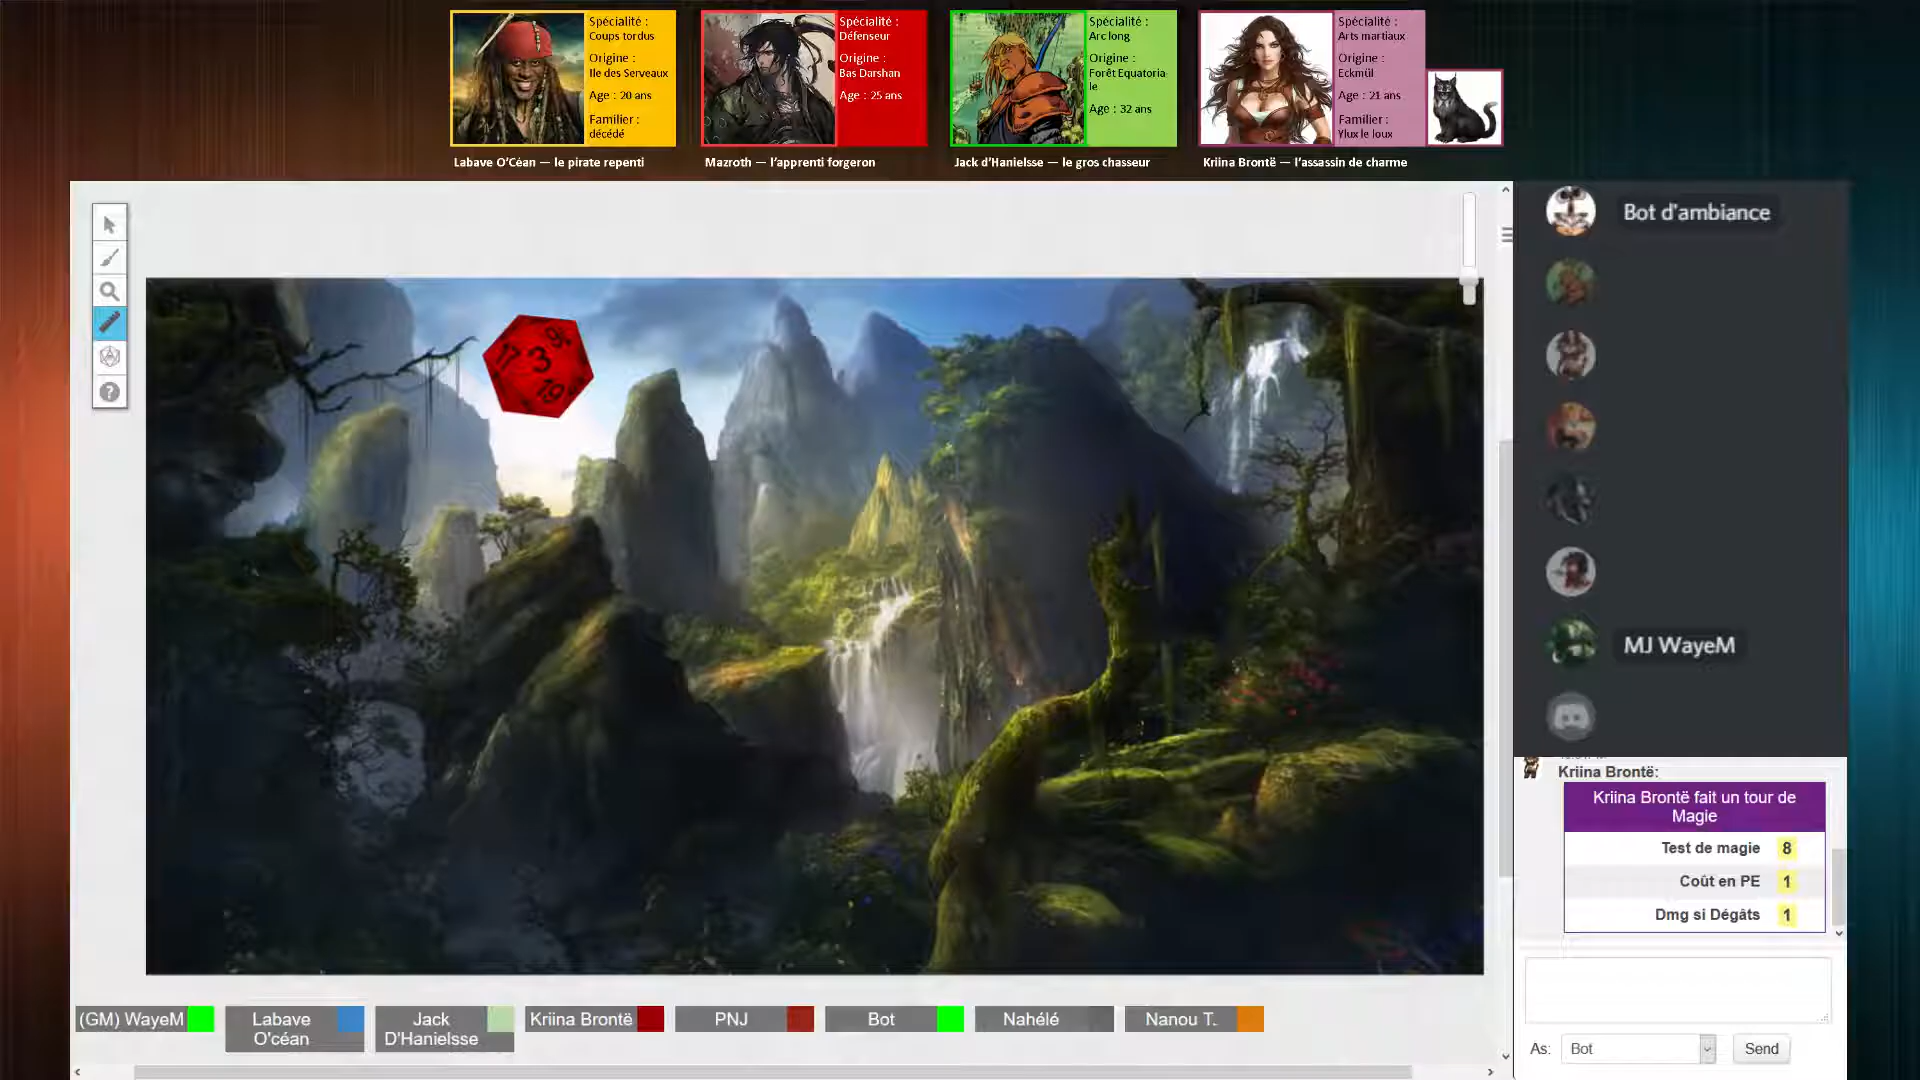 Spécialité :
Coups tordus
Origine :
Ile des Serveaux
Age : 20 ans
Familier :
décédé
Labave O'Céan — le pirate repenti
Spécialité :
Défenseur
Origine :
Bas Darshan
Age : 25 ans
Mazroth — l'apprenti forgeron
Spécialité :
Arc long
Origine :
Forêt Equatoria-
le
Age : 32 ans
Jack d'Hanielsse — le gros chasseur
Spécialité :
Arts martiaux
Origine :
Eckmül
Age : 21 ans
Familier :
Ylux le loux
Kriina Brontë — l'assassin de charme
17
3
9
19
Bot d'ambiance
MJ WayeM
Kriina Brontë:
Kriina Brontë fait un tour de
Magie
Test de magie 8
Coût en PE 1
Dmg si Dégâts 1
As: Bot Send
(GM) WayeM
Labave
O'céan
Jack
D'Hanielsse
Kriina Brontë
PNJ
Bot
Nahélé
Nanou T.